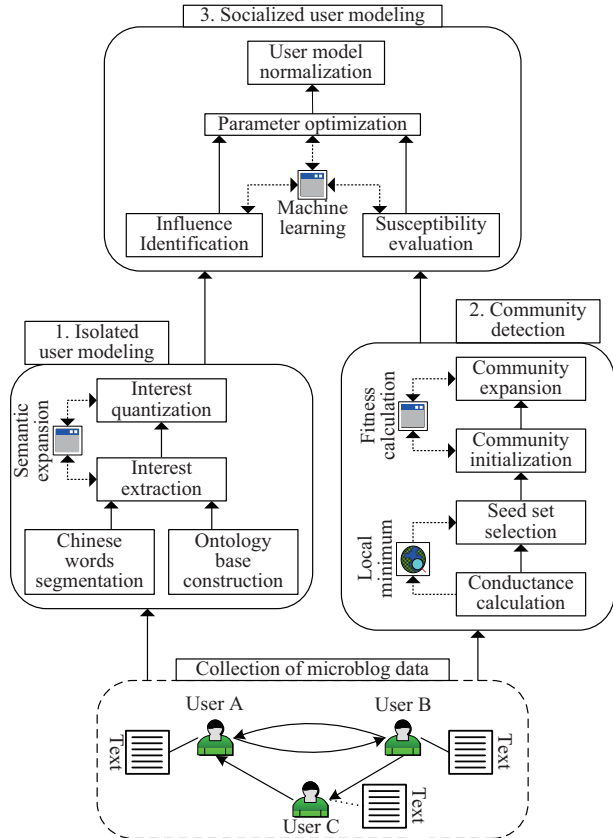 3. Socialized user modeling
User model
normalization
Parameter optimization
Machine
learning
Influence
Identification
Susceptibility
evaluation
1. Isolated
user modeling
Interest
quantization
Semantic
expansion
Interest
extraction
Chinese
words
segmentation
Ontology
base
construction
2. Community
detection
Community
expansion
Fitness
calculation
Community
initialization
Seed set
selection
Local
minimum
Conductance
calculation
Collection of microblog data
User A
User B
Text
Text
User C
Text